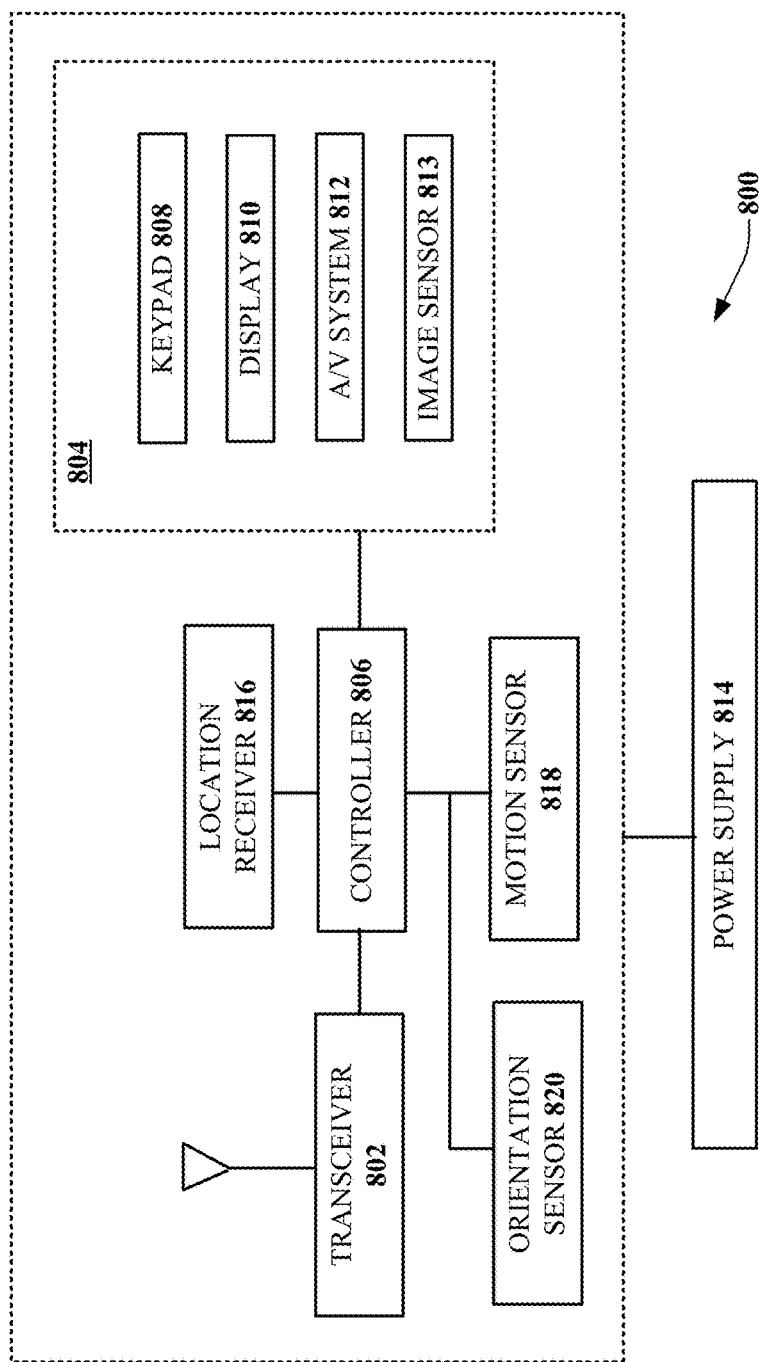 804
KEYPAD 808
DISPLAY 810
A/V SYSTEM 812
IMAGE SENSOR 813
LOCATION
RECEIVER 816
TRANSCEIVER
802
CONTROLLER 806
ORIENTATION
SENSOR 820
MOTION SENSOR
818
POWER SUPPLY 814
800